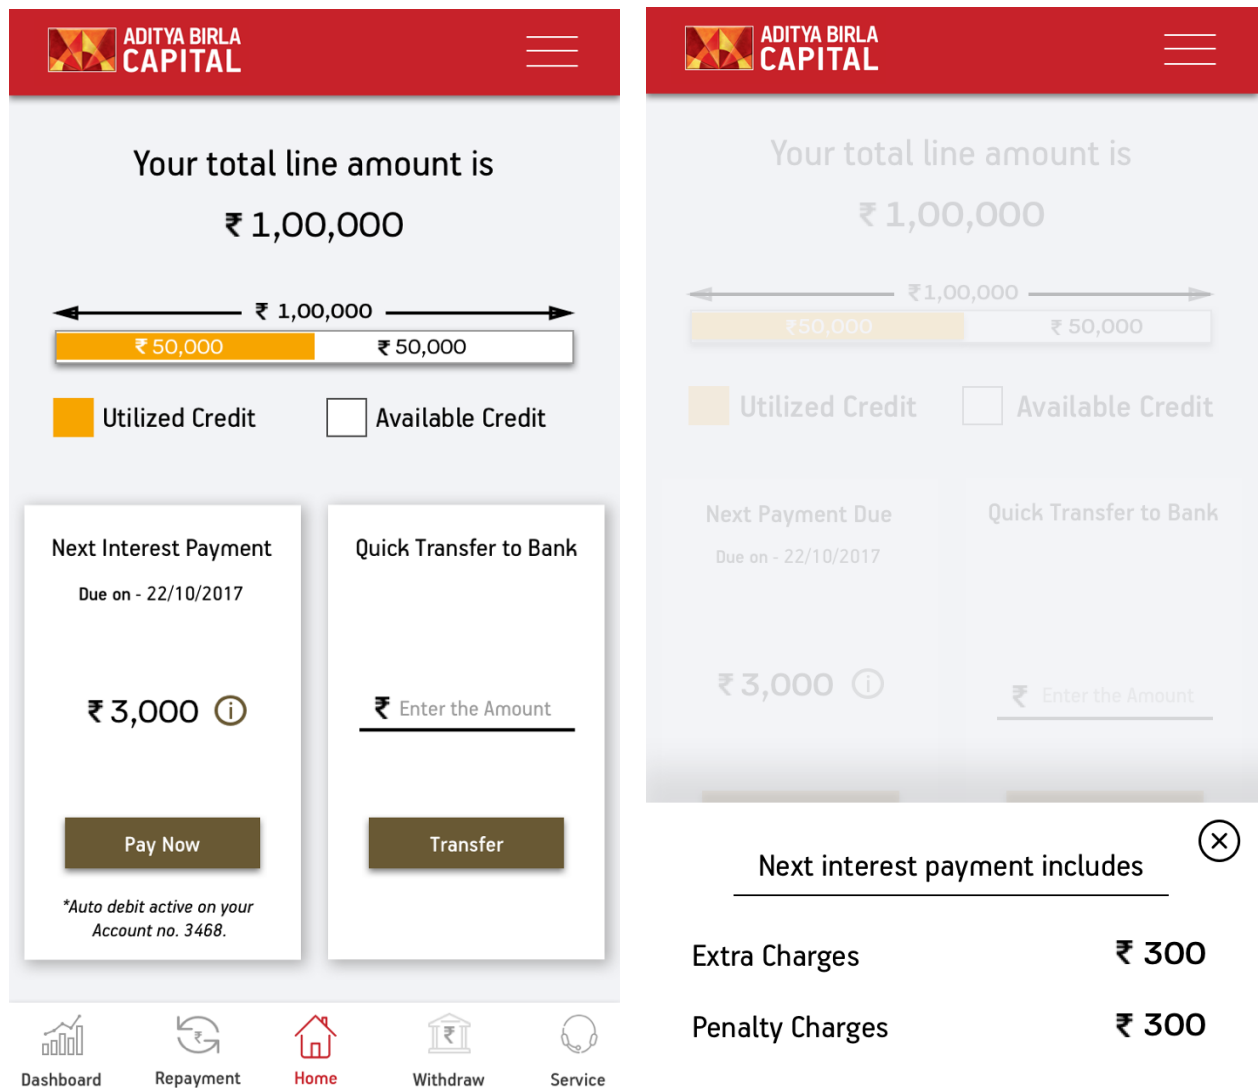 ADITYA BIRLA
CAPITAL
Your total line amount is
₹ 1,00,000
₹ 1,00,000
₹ 50,000
₹ 50,000
Utilized Credit
Available Credit
Next Interest Payment
Due on - 22/10/2017
₹ 3,000
i
Pay Now
*Auto debit active on your
Account no. 3468.
Quick Transfer to Bank
₹ Enter the Amount
Transfer
Dashboard
Repayment
Home
Withdraw
Service
ADITYA BIRLA
CAPITAL
Your total line amount is
₹ 1,00,000
₹1,00,000
₹50,000
₹ 50,000
Utilized Credit
Available Credit
Next Payment Due
Due on - 22/10/2017
₹ 3,000
i
Quick Transfer to Bank
₹ Enter the Amount
Next interest payment includes
Extra Charges ₹ 300
Penalty Charges ₹ 300